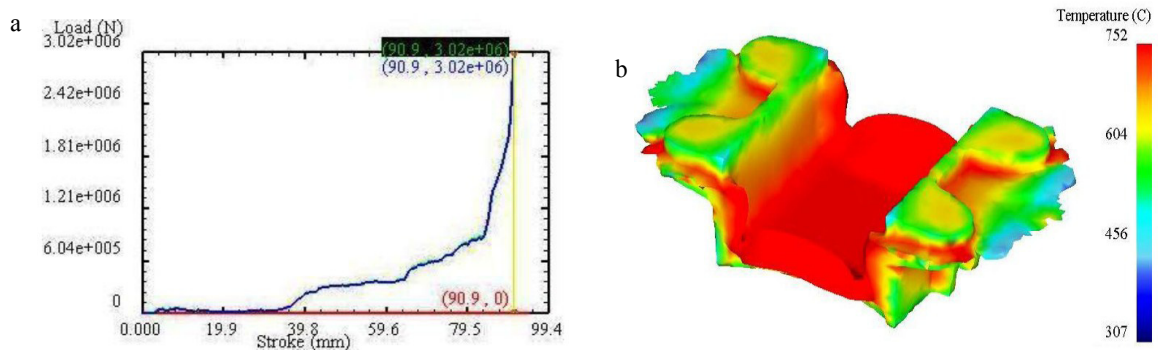 a
Load (N)
3.02e+006
(90.9, 3.02e+06)
(90.9, 3.02e+06)
2.42e+006
1.81e+006
1.21e+006
6.04e+005
0
(90.9, 0)
0.000 19.9 39.8 59.6 79.5 99.4
Stroke (mm)
b
Temperature (C)
752
604
456
307